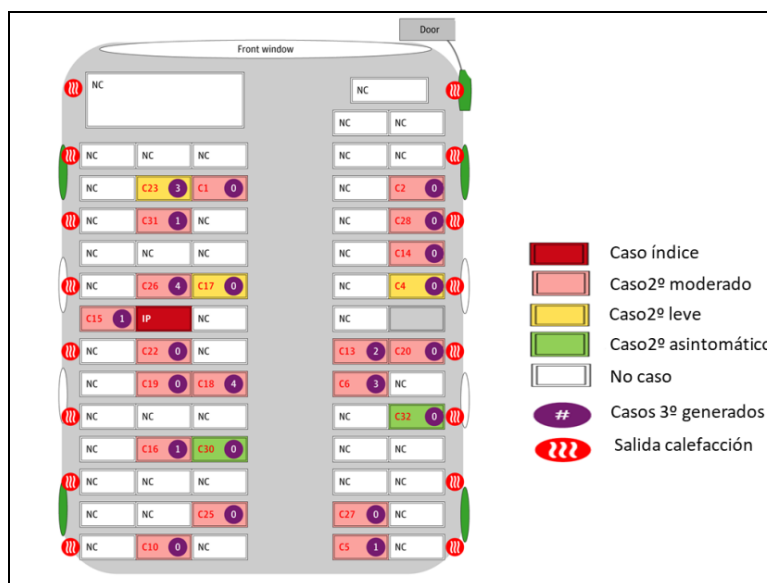 Door
Front window
NC NC
NC NC
NC NC NC NC NC
NC C23 3 C1 0 NC C2 0
NC C31 1 NC NC C28 0
NC NC NC NC C14 0
NC C26 4 C17 0 NC C4 0
C15 1 IP NC NC
NC C22 0 NC C13 2 C20 0
NC C19 0 C18 4 C6 3 NC
NC NC NC NC C32 0
NC C16 1 C30 0 NC NC
NC NC NC NC NC
NC NC C25 0 C27 0 NC
NC C10 0 NC C5 1 NC
Caso índice
Caso2º moderado
Caso2º leve
Caso2º asintomático
No caso
# Casos 3º generados
Salida calefacción